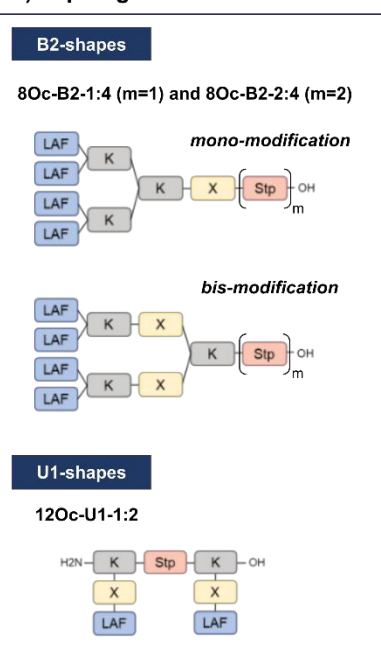 B2-shapes
8Oc-B2-1:4 (m=1) and 8Oc-B2-2:4 (m=2)
mono-modification
LAF
LAF
K
LAF
LAF
K
K
X
Stp
OH
m
bis-modification
LAF
LAF
K
X
LAF
LAF
K
X
K
Stp
OH
m
U1-shapes
12Oc-U1-1:2
H2N
K
Stp
K
OH
X
X
LAF
LAF